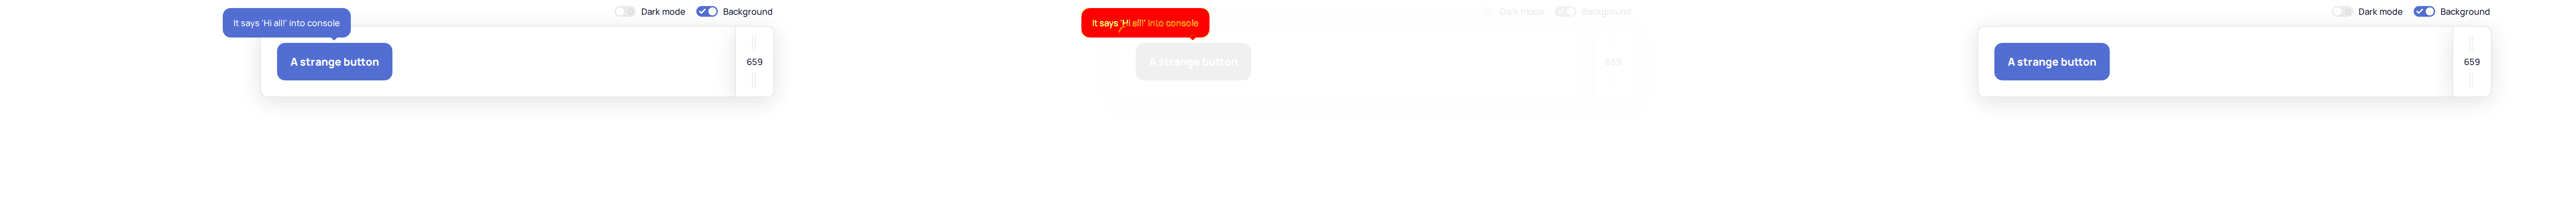 Dark mode Background
It says 'Hi all!' into console
A strange button
659
Dark mode Background
It says 'Hi all!' into console
A strange button
659
Dark mode Background
A strange button
659